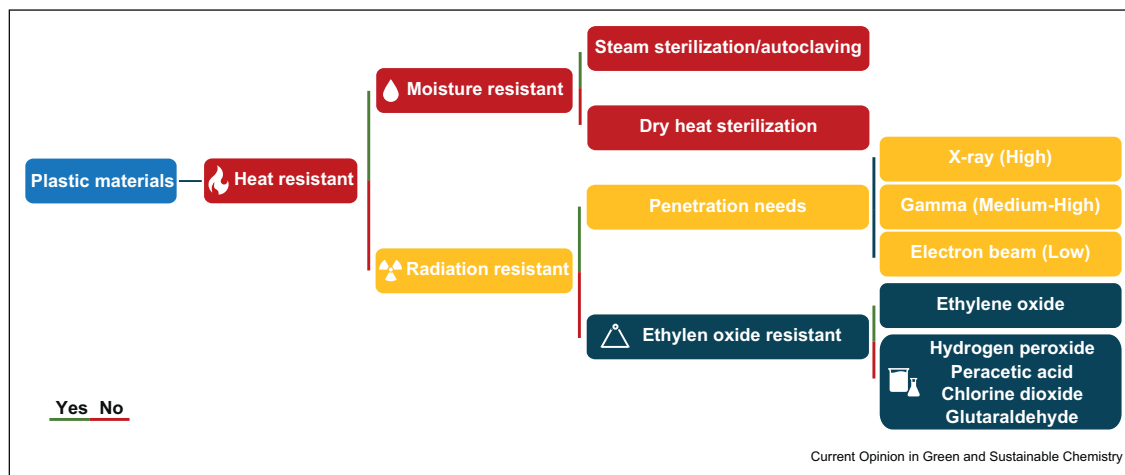 Steam sterilization/autoclaving
Moisture resistant
Dry heat sterilization
X-ray (High)
Plastic materials
Heat resistant
Penetration needs
Gamma (Medium-High)
Radiation resistant
Electron beam (Low)
Ethylene oxide
Ethylen oxide resistant
Hydrogen peroxide
Peracetic acid
Chlorine dioxide
Glutaraldehyde
Yes No
Current Opinion in Green and Sustainable Chemistry